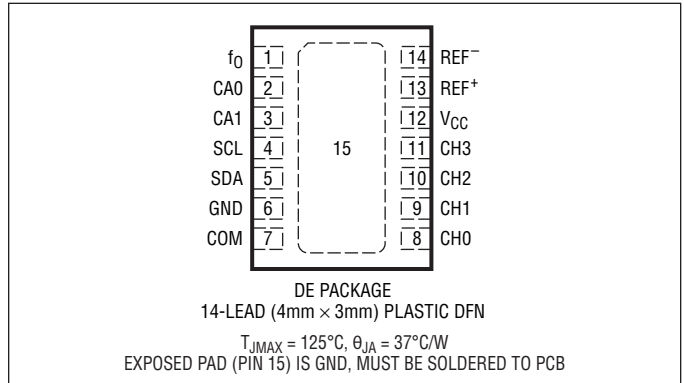 fO 1 14 REF−
CA0 2 13 REF+
CA1 3 12 VCC
SCL 4 15 11 CH3
SDA 5 10 CH2
GND 6 9 CH1
COM 7 8 CH0
DE PACKAGE
14-LEAD (4mm × 3mm) PLASTIC DFN
TJMAX = 125°C, θJA = 37°C/W
EXPOSED PAD (PIN 15) IS GND, MUST BE SOLDERED TO PCB